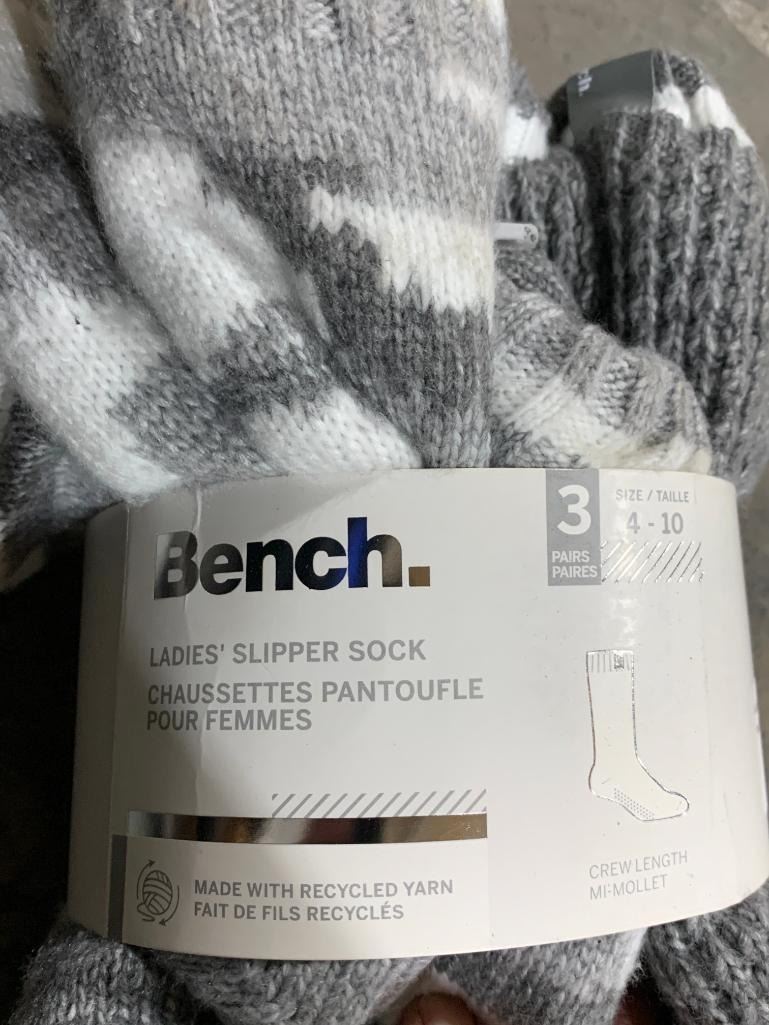 Bench.
3
PAIRS
PAIRES
SIZE / TAILLE
4 - 10
LADIES' SLIPPER SOCK
CHAUSSETTES PANTOUFLE
POUR FEMMES
CREW LENGTH
MI-MOLLET
MADE WITH RECYCLED YARN
FAIT DE FILS RECYCLÉS